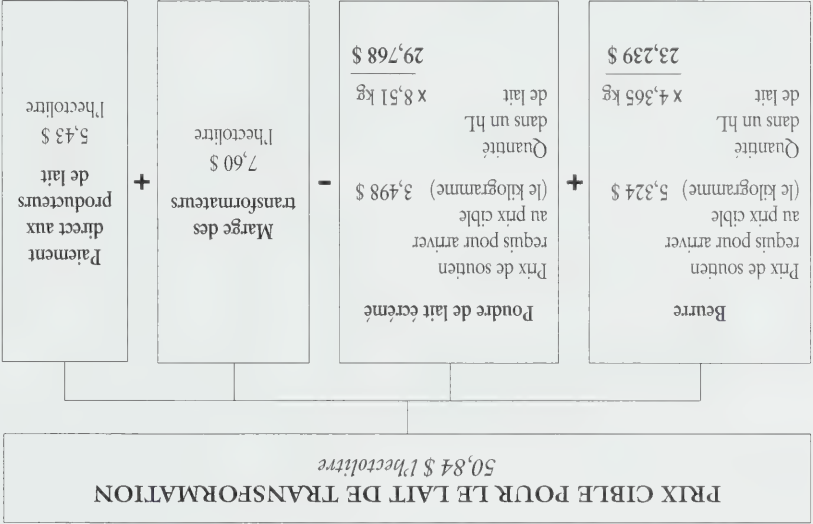 PRIX CIBLE POUR LE LAIT DE TRANSFORMATION
50,84 $ l'hectolitre
Beurre
Prix de soutien
requis pour arriver
au prix cible
(le kilogramme) 5,324 $
Quantité
dans un hL
de lait x 4,365 kg
23,239 $
+
Poudre de lait écrémé
Prix de soutien
requis pour arriver
au prix cible
(le kilogramme) 3,498 $
Quantité
dans un hL
de lait x 8,51 kg
29,768 $
-
Marge des
transformateurs
7,60 $
l'hectolitre
+
Paiement
direct aux
producteurs
de lait
5,43 $
l'hectolitre